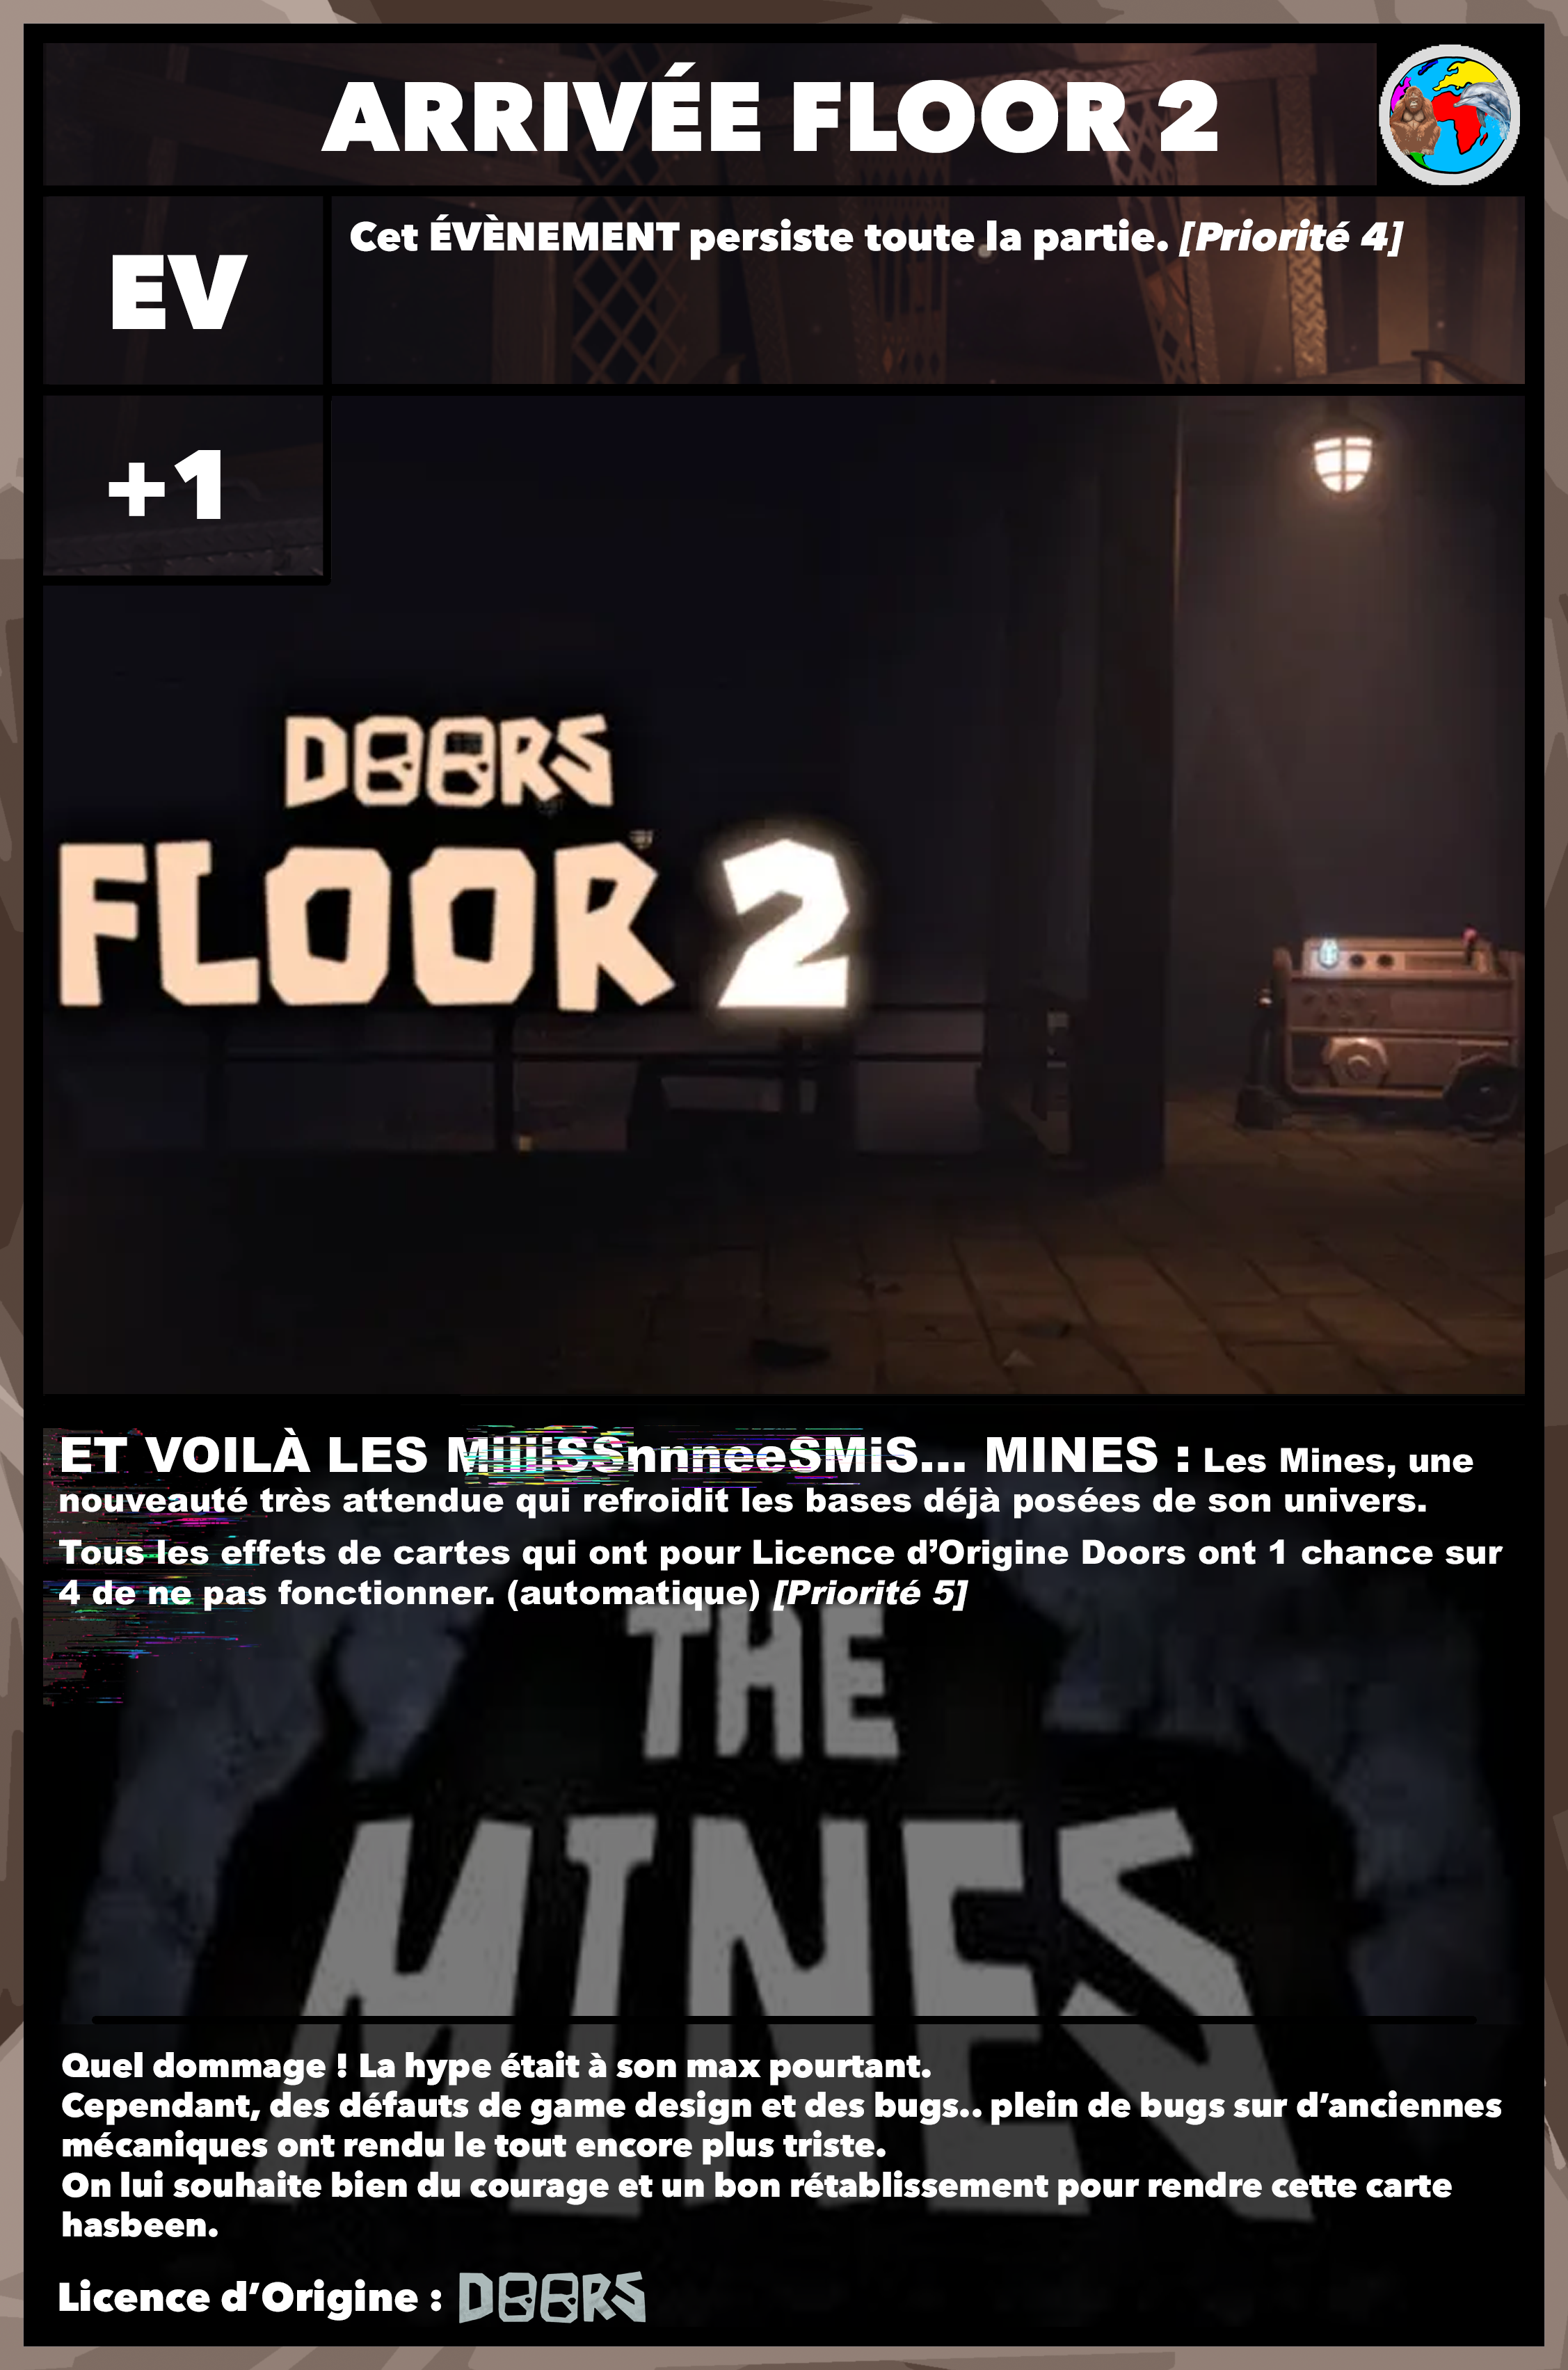 ARRIVÉE FLOOR 2
EV
Cet ÉVÈNEMENT persiste toute la partie. [Priorité 4]
+1
DOORS
FLOOR 2
ET VOILÀ LES MiiiiSSnnneeSMiS... MINES : Les Mines, une
nouveauté très attendue qui refroidit les bases déjà posées de son univers.
Tous les effets de cartes qui ont pour Licence d’Origine Doors ont 1 chance sur
4 de ne pas fonctionner. (automatique) [Priorité 5]
THE
MINES
Quel dommage ! La hype était à son max pourtant.
Cependant, des défauts de game design et des bugs.. plein de bugs sur d’anciennes
mécaniques ont rendu le tout encore plus triste.
On lui souhaite bien du courage et un bon rétablissement pour rendre cette carte
hasbeen.
Licence d’Origine : DOORS